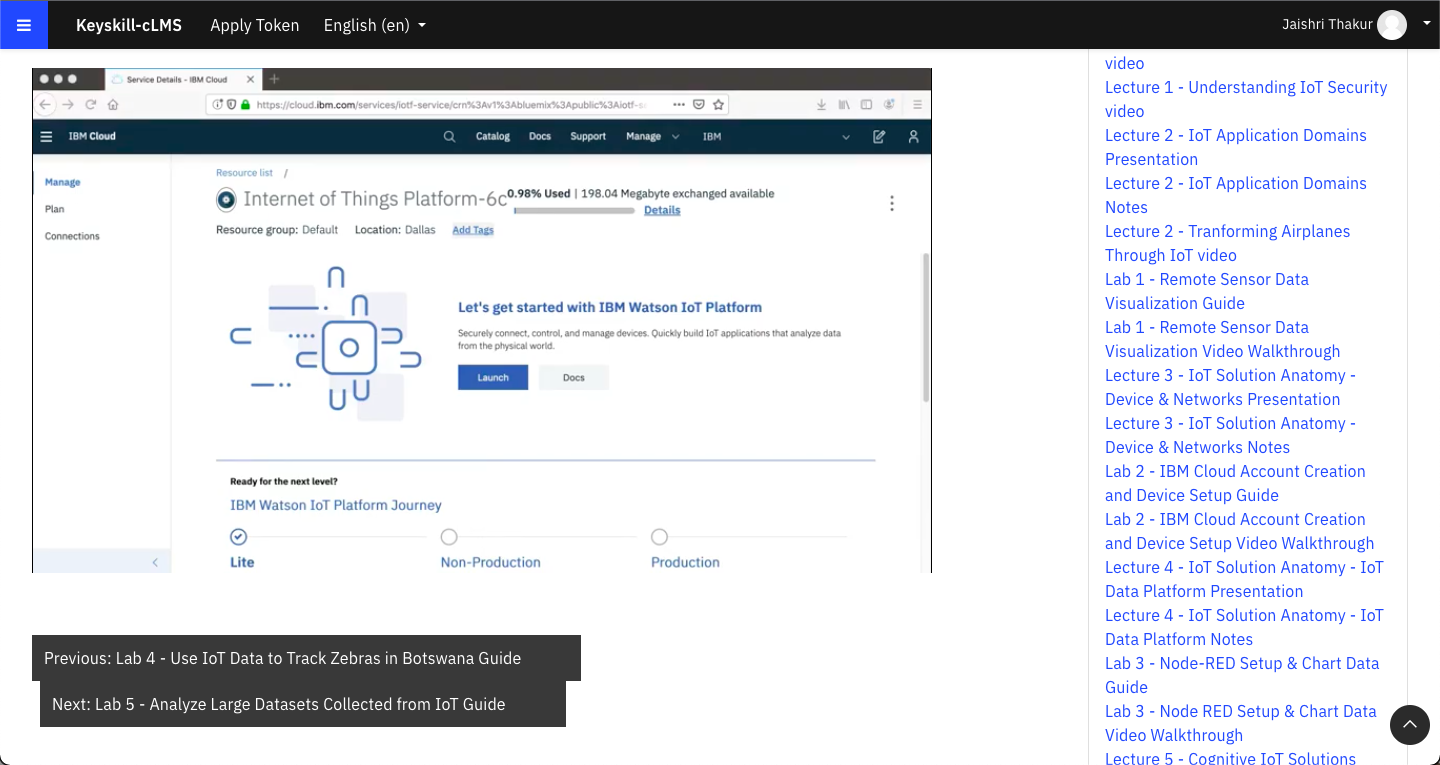 Keyskill-cLMS Apply Token English (en) Jaishri Thakur
Service Details - IBM Cloud
https://cloud.ibm.com/services/iotf-service/crn%3Av1%3Abluemix%3Apublic%3Aiotf-s
IBM Cloud Catalog Docs Support Manage IBM
Manage
Plan
Connections
Resource list /
Internet of Things Platform-6c
0.98% Used | 198.04 Megabyte exchanged available
Details
Resource group: Default Location: Dallas Add Tags
Let's get started with IBM Watson IoT Platform
Securely connect, control, and manage devices. Quickly build IoT applications that analyze data
from the physical world.
Launch Docs
Ready for the next level?
IBM Watson IoT Platform Journey
Lite Non-Production Production
Previous: Lab 4 - Use IoT Data to Track Zebras in Botswana Guide
Next: Lab 5 - Analyze Large Datasets Collected from IoT Guide
video
Lecture 1 - Understanding IoT Security
video
Lecture 2 - IoT Application Domains
Presentation
Lecture 2 - IoT Application Domains
Notes
Lecture 2 - Tranforming Airplanes
Through IoT video
Lab 1 - Remote Sensor Data
Visualization Guide
Lab 1 - Remote Sensor Data
Visualization Video Walkthrough
Lecture 3 - IoT Solution Anatomy -
Device & Networks Presentation
Lecture 3 - IoT Solution Anatomy -
Device & Networks Notes
Lab 2 - IBM Cloud Account Creation
and Device Setup Guide
Lab 2 - IBM Cloud Account Creation
and Device Setup Video Walkthrough
Lecture 4 - IoT Solution Anatomy - IoT
Data Platform Presentation
Lecture 4 - IoT Solution Anatomy - IoT
Data Platform Notes
Lab 3 - Node-RED Setup & Chart Data
Guide
Lab 3 - Node RED Setup & Chart Data
Video Walkthrough
Lecture 5 - Cognitive IoT Solutions